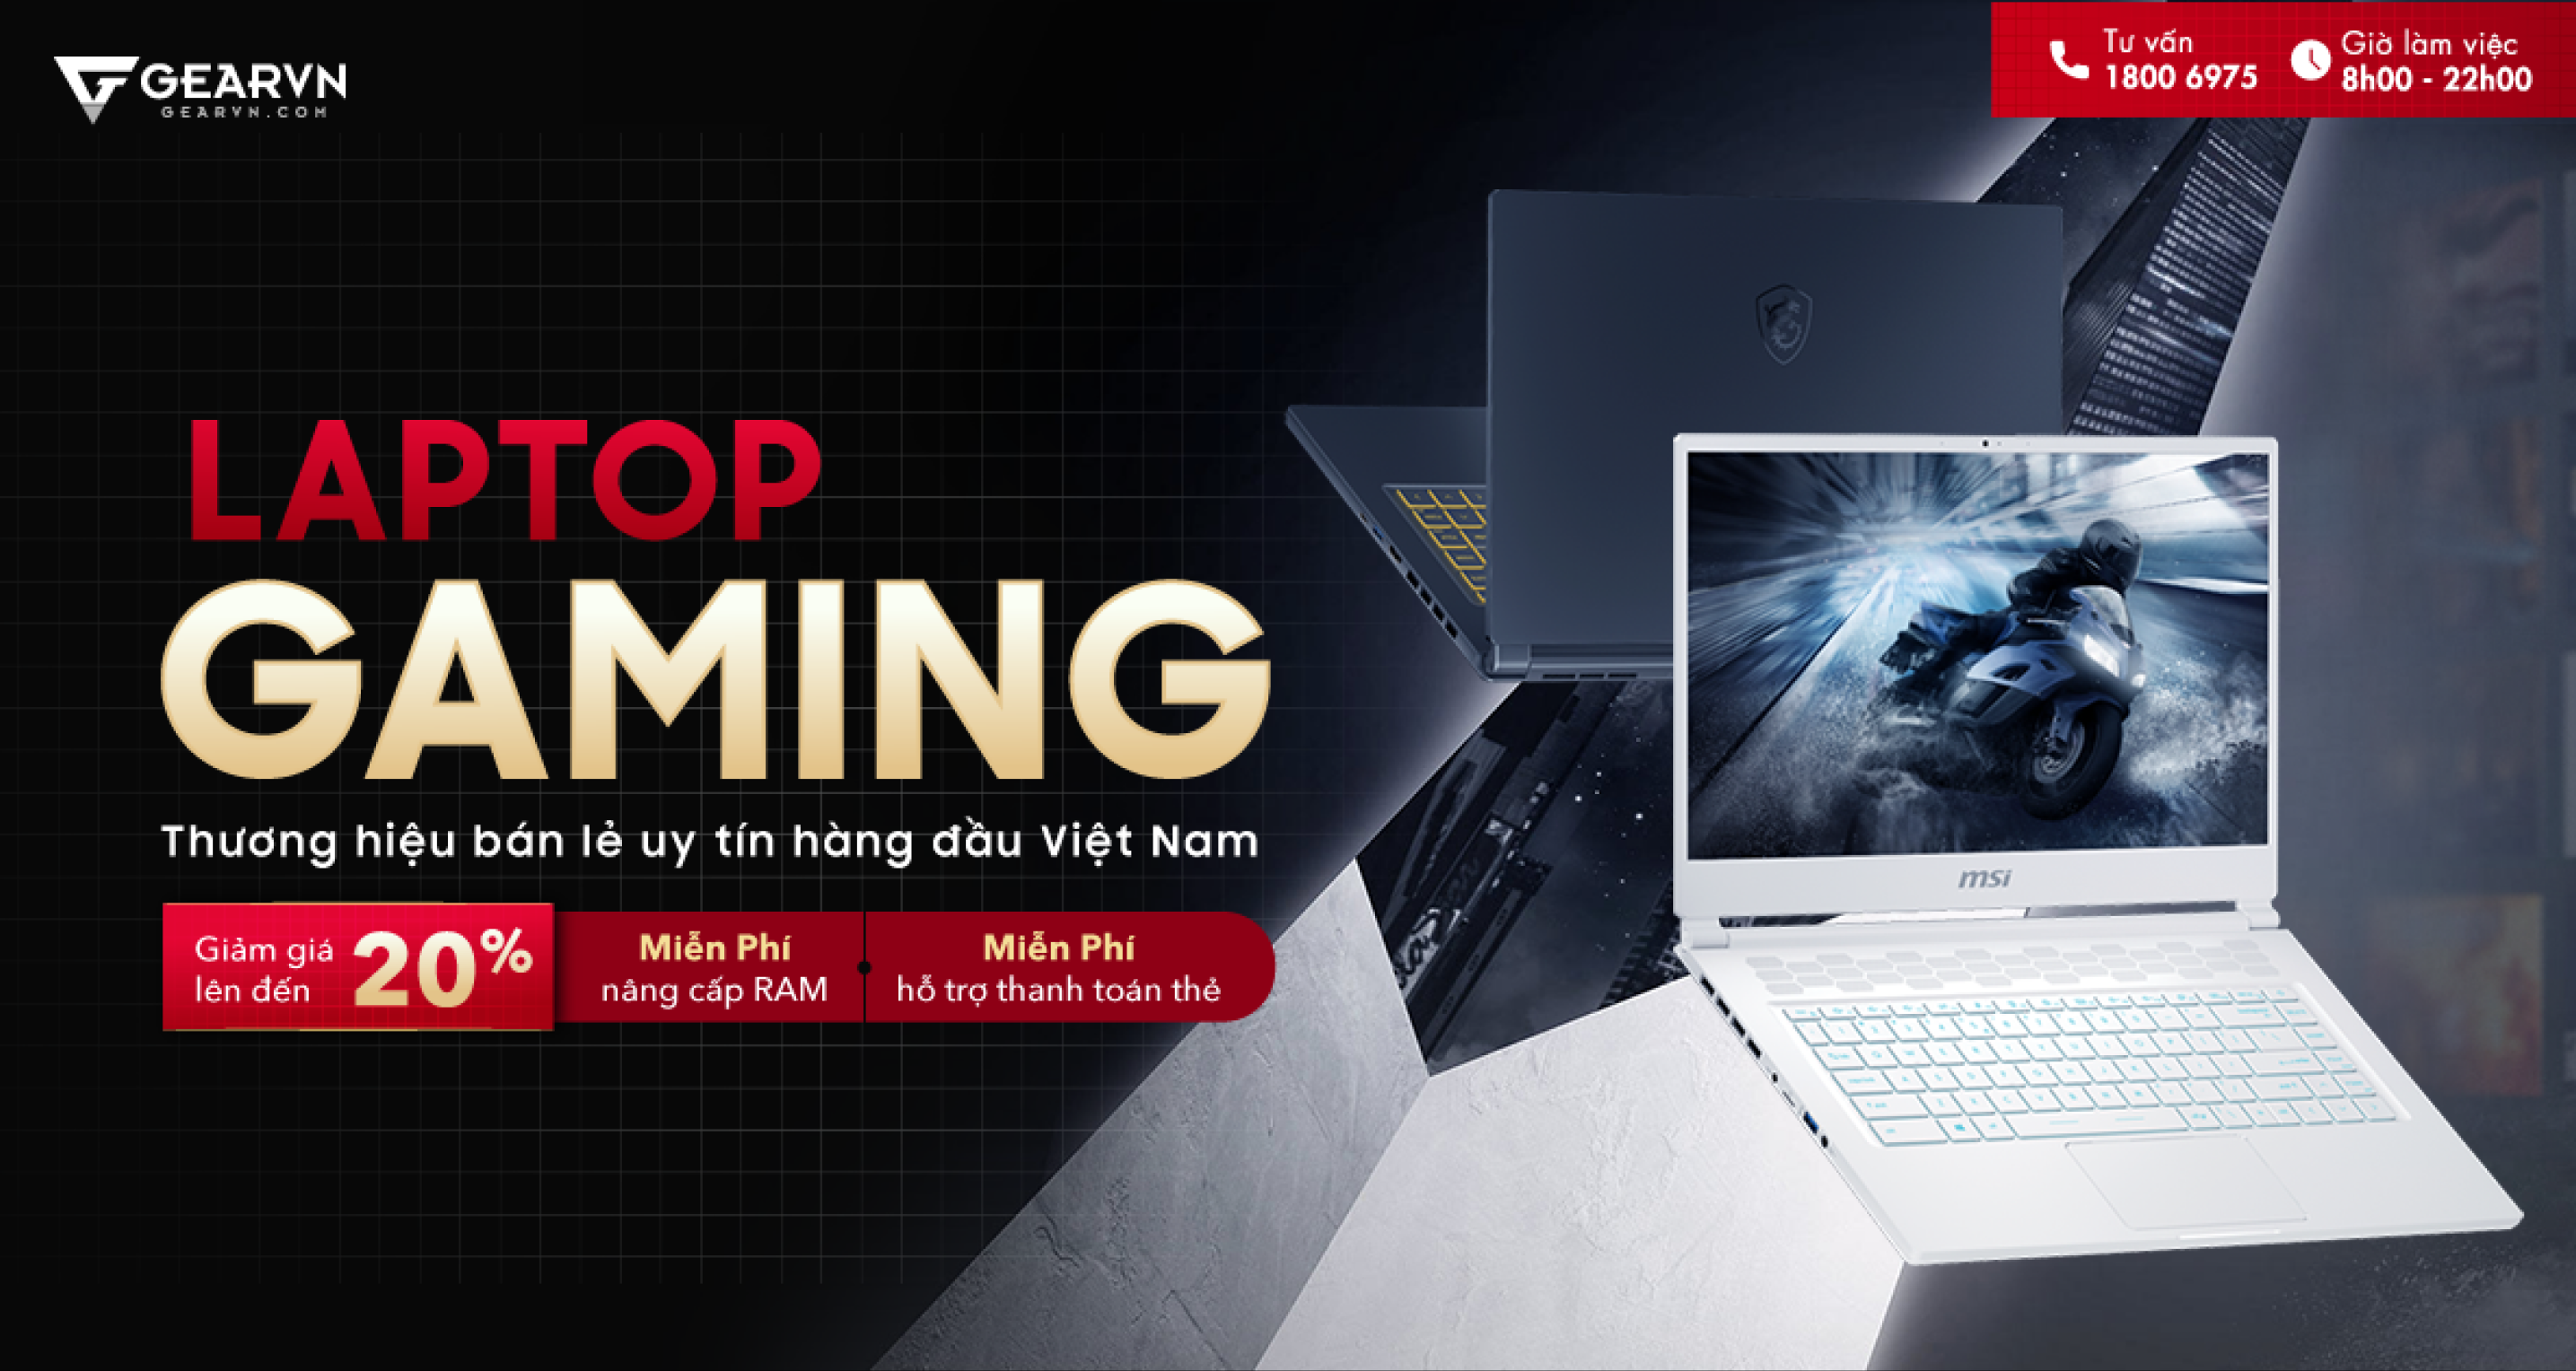 GEARVN
GEARVN.COM
Tư vấn
1800 6975
Giờ làm việc
8h00 - 22h00
LAPTOP
GAMING
Thương hiệu bán lẻ uy tín hàng đầu Việt Nam
Giảm giá
lên đến
20%
Miễn Phí
nâng cấp RAM
Miễn Phí
hỗ trợ thanh toán thẻ
msi